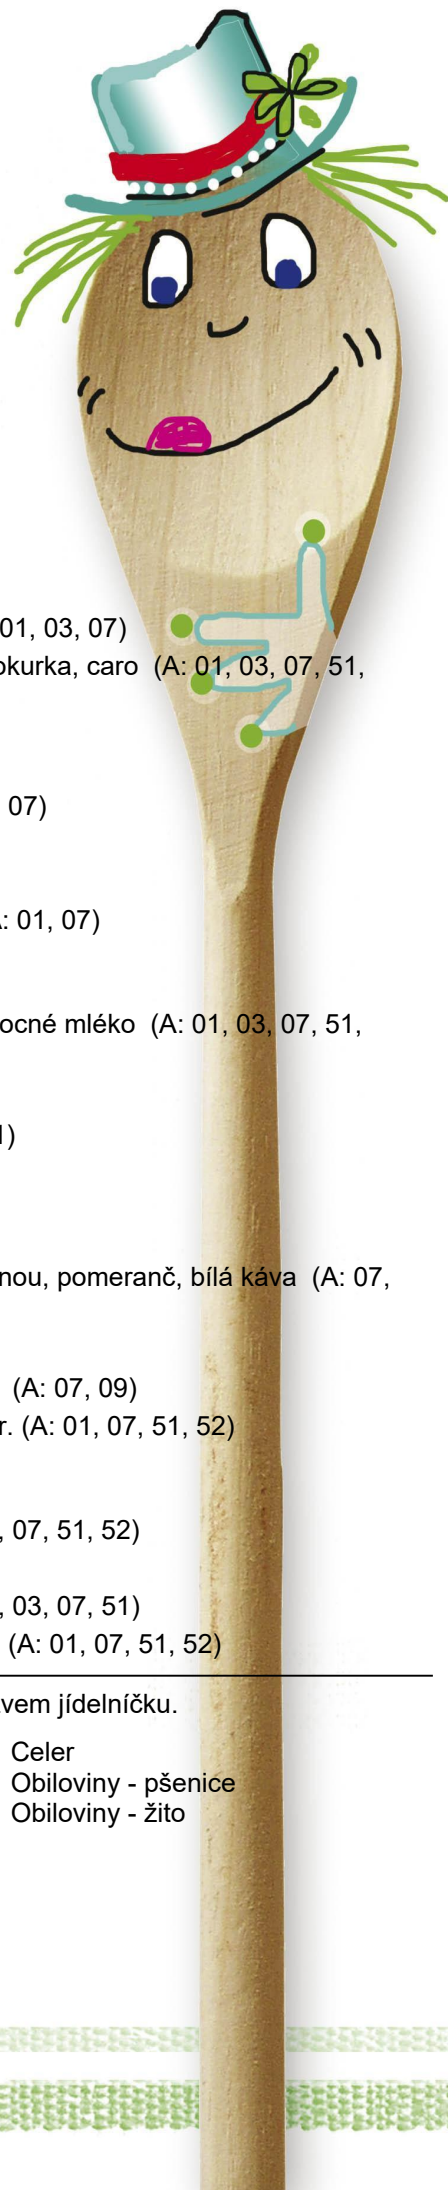 01, 03, 07)
okurka, caro (A: 01, 03, 07, 51,
07)
: 01, 07)
ocné mléko (A: 01, 03, 07, 51,
)
nou, pomeranč, bílá káva (A: 07,
(A: 07, 09)
r. (A: 01, 07, 51, 52)
, 07, 51, 52)
, 03, 07, 51)
(A: 01, 07, 51, 52)
vem jídelníčku.
Celer
Obiloviny - pšenice
Obiloviny - žito